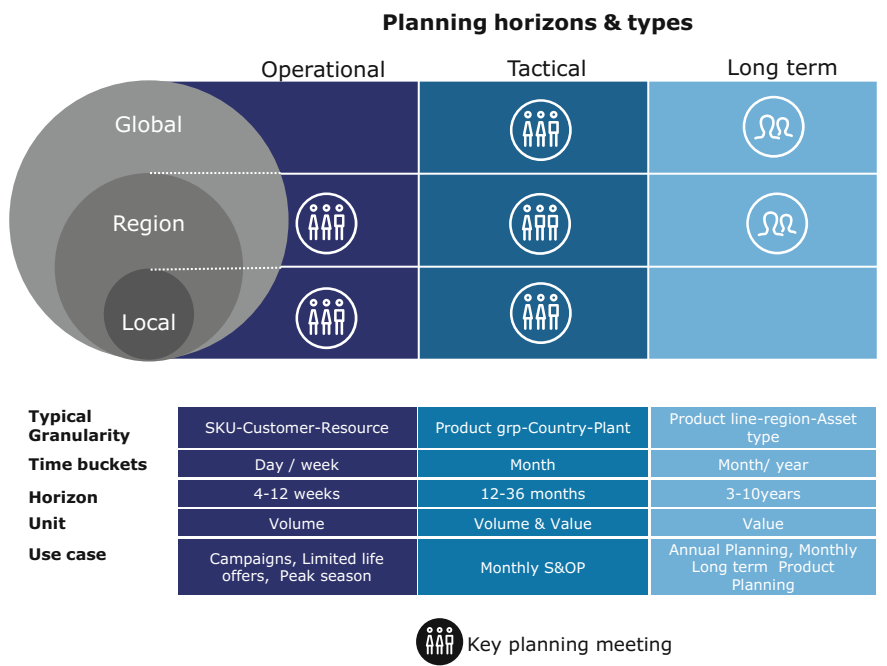 Planning horizons & types
Operational
Tactical
Long term
Global
Region
Local
Typical
Granularity
SKU-Customer-Resource
Product grp-Country-Plant
Product line-region-Asset
type
Time buckets
Day / week
Month
Month/ year
Horizon
4-12 weeks
12-36 months
3-10years
Unit
Volume
Volume & Value
Value
Use case
Campaigns, Limited life
offers,  Peak season
Monthly S&OP
Annual Planning, Monthly
Long term  Product
Planning
Key planning meeting